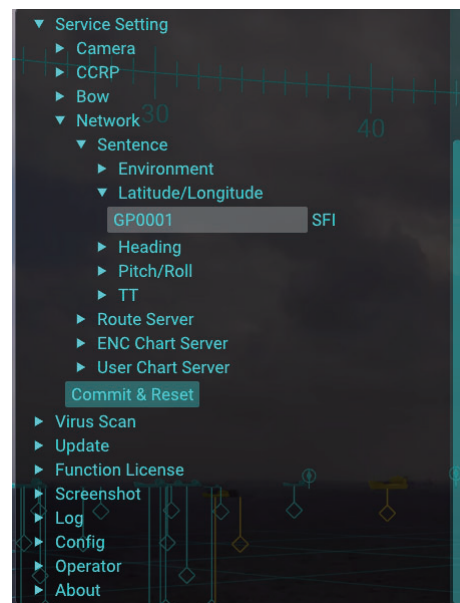 Service Setting
Camera
CCRP
Bow
Network
30
40
Sentence
Environment
Latitude/Longitude
GP0001 SFI
Heading
Pitch/Roll
TT
Route Server
ENC Chart Server
User Chart Server
Commit & Reset
Virus Scan
Update
Function License
Screenshot
Log
Config
Operator
About